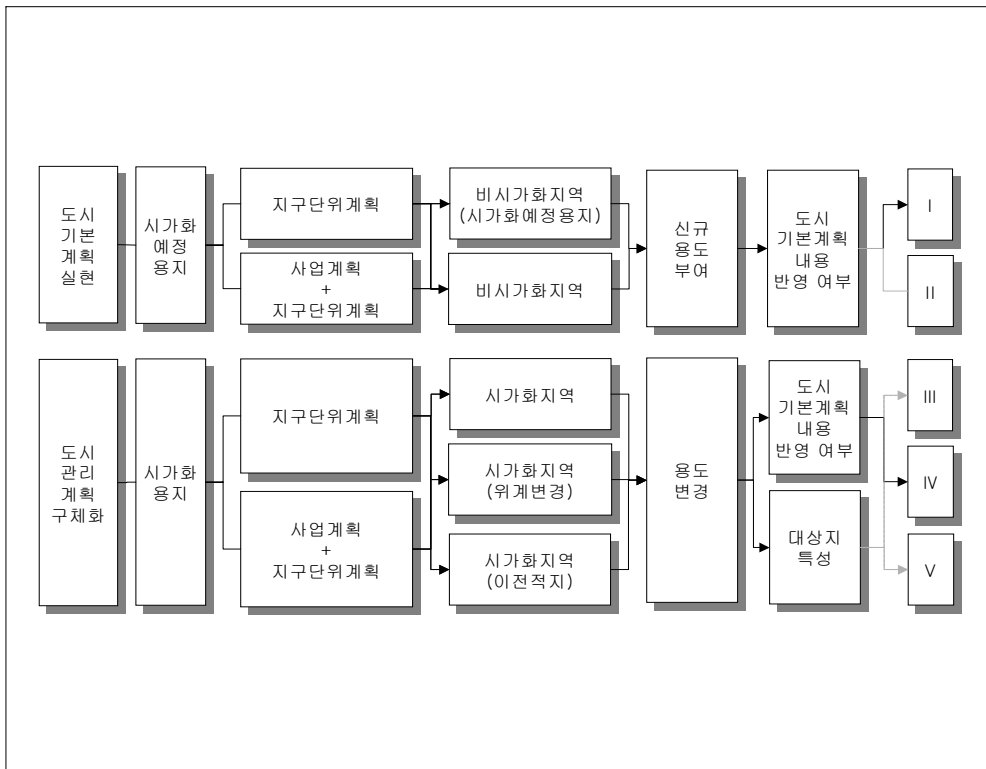 도시
기본
계획
실현
시가화
예정
용지
지구단위계획
사업계획
+
지구단위계획
비시가화지역
(시가화예정용지)
비시가화지역
신규
용도
부여
도시
기본계획
내용
반영 여부
I
II
도시
관리
계획
구체화
시가화
용지
지구단위계획
사업계획
+
지구단위계획
시가화지역
시가화지역
(위계변경)
시가화지역
(이전적지)
용도
변경
도시
기본계획
내용
반영 여부
대상지
특성
III
IV
V